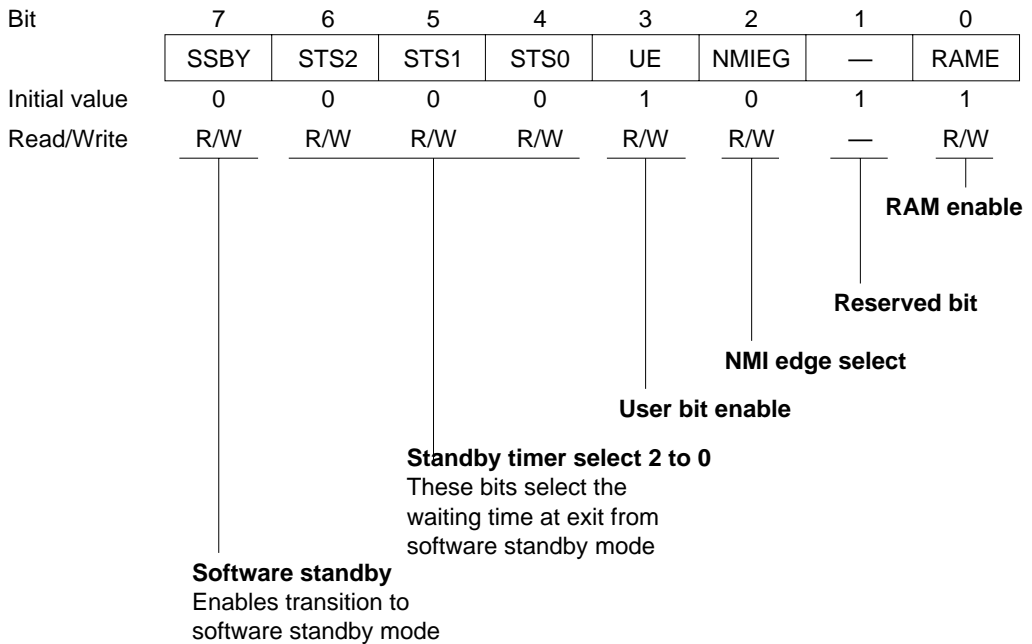 Bit 7 6 5 4 3 2 1 0
SSBY STS2 STS1 STS0 UE NMIEG — RAME
Initial value 0 0 0 0 1 0 1 1
Read/Write R/W R/W R/W R/W R/W R/W — R/W
RAM enable
Reserved bit
NMI edge select
User bit enable
Standby timer select 2 to 0
These bits select the
waiting time at exit from
software standby mode
Software standby
Enables transition to
software standby mode